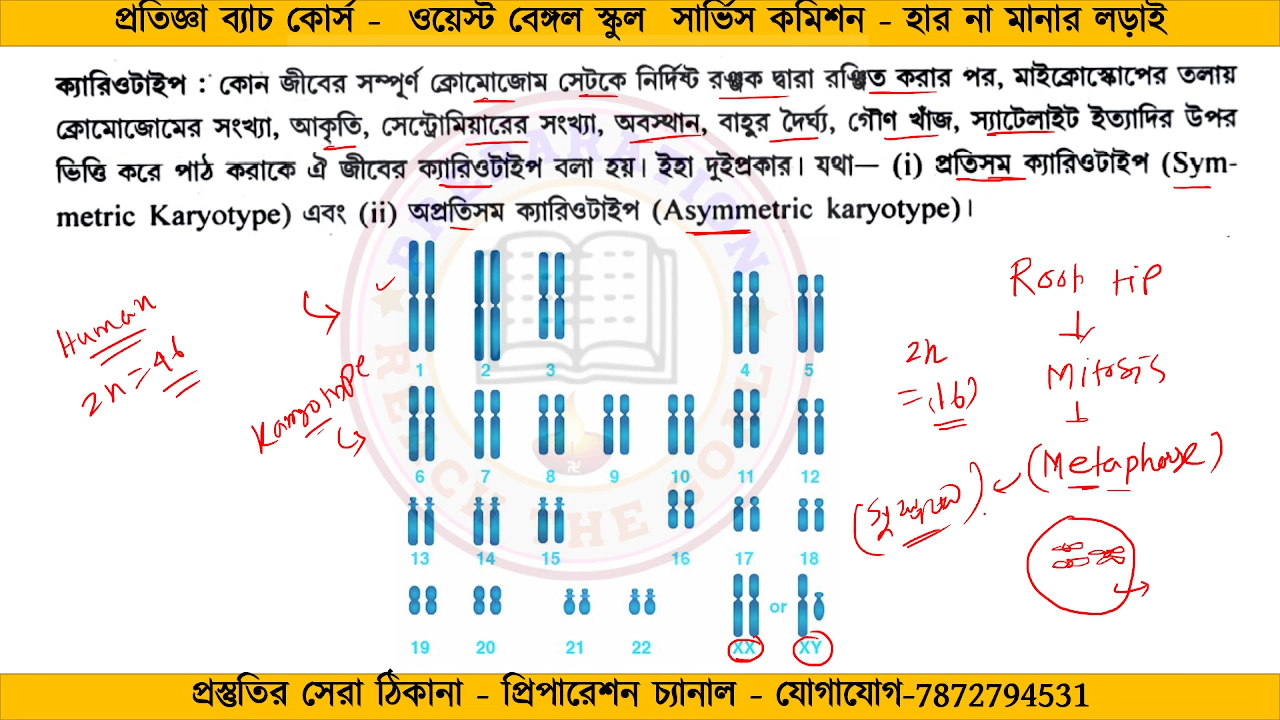 প্রতিজ্ঞা ব্যাচ কোর্স - ওয়েস্ট বেঙ্গল স্কুল সার্ভিস কমিশন - হার না মানার লড়াই
ক্যারিওটাইপ : কোন জীবের সম্পূর্ণ ক্রোমোজোম সেটকে নির্দিষ্ট রঞ্জক দ্বারা রঞ্জিত করার পর, মাইক্রোস্কোপের তলায়
ক্রোমোজোমের সংখ্যা, আকৃতি, সেন্ট্রোমিয়ারের সংখ্যা, অবস্থান, বাহুর দৈর্ঘ্য, গৌণ খাঁজ, স্যাটেলাইট ইত্যাদির উপর
ভিত্তি করে পাঠ করাকে ঐ জীবের ক্যারিওটাইপ বলা হয়। ইহা দুইপ্রকার। যথা— (i) প্রতিসম ক্যারিওটাইপ (Sym-
metric Karyotype) এবং (ii) অপ্রতিসম ক্যারিওটাইপ (Asymmetric karyotype)।
PREPARATION
REACH THE GOAL
Human
2n = 46
Karyotype
1 2 3 4 5
6 7 8 9 10 11 12
13 14 15 16 17 18
or
19 20 21 22 XX XY
Root tip
Mitosis
(Metaphase)
2n
= (16)
প্রস্তুতির সেরা ঠিকানা - প্রিপারেশন চ্যানাল - যোগাযোগ-7872794531